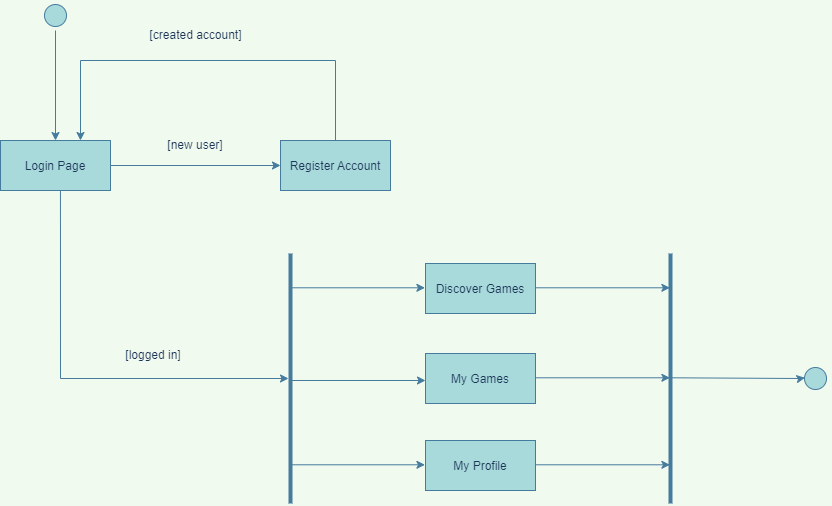 [created account]
[new user]
Login Page
Register Account
Discover Games
[logged in]
My Games
My Profile